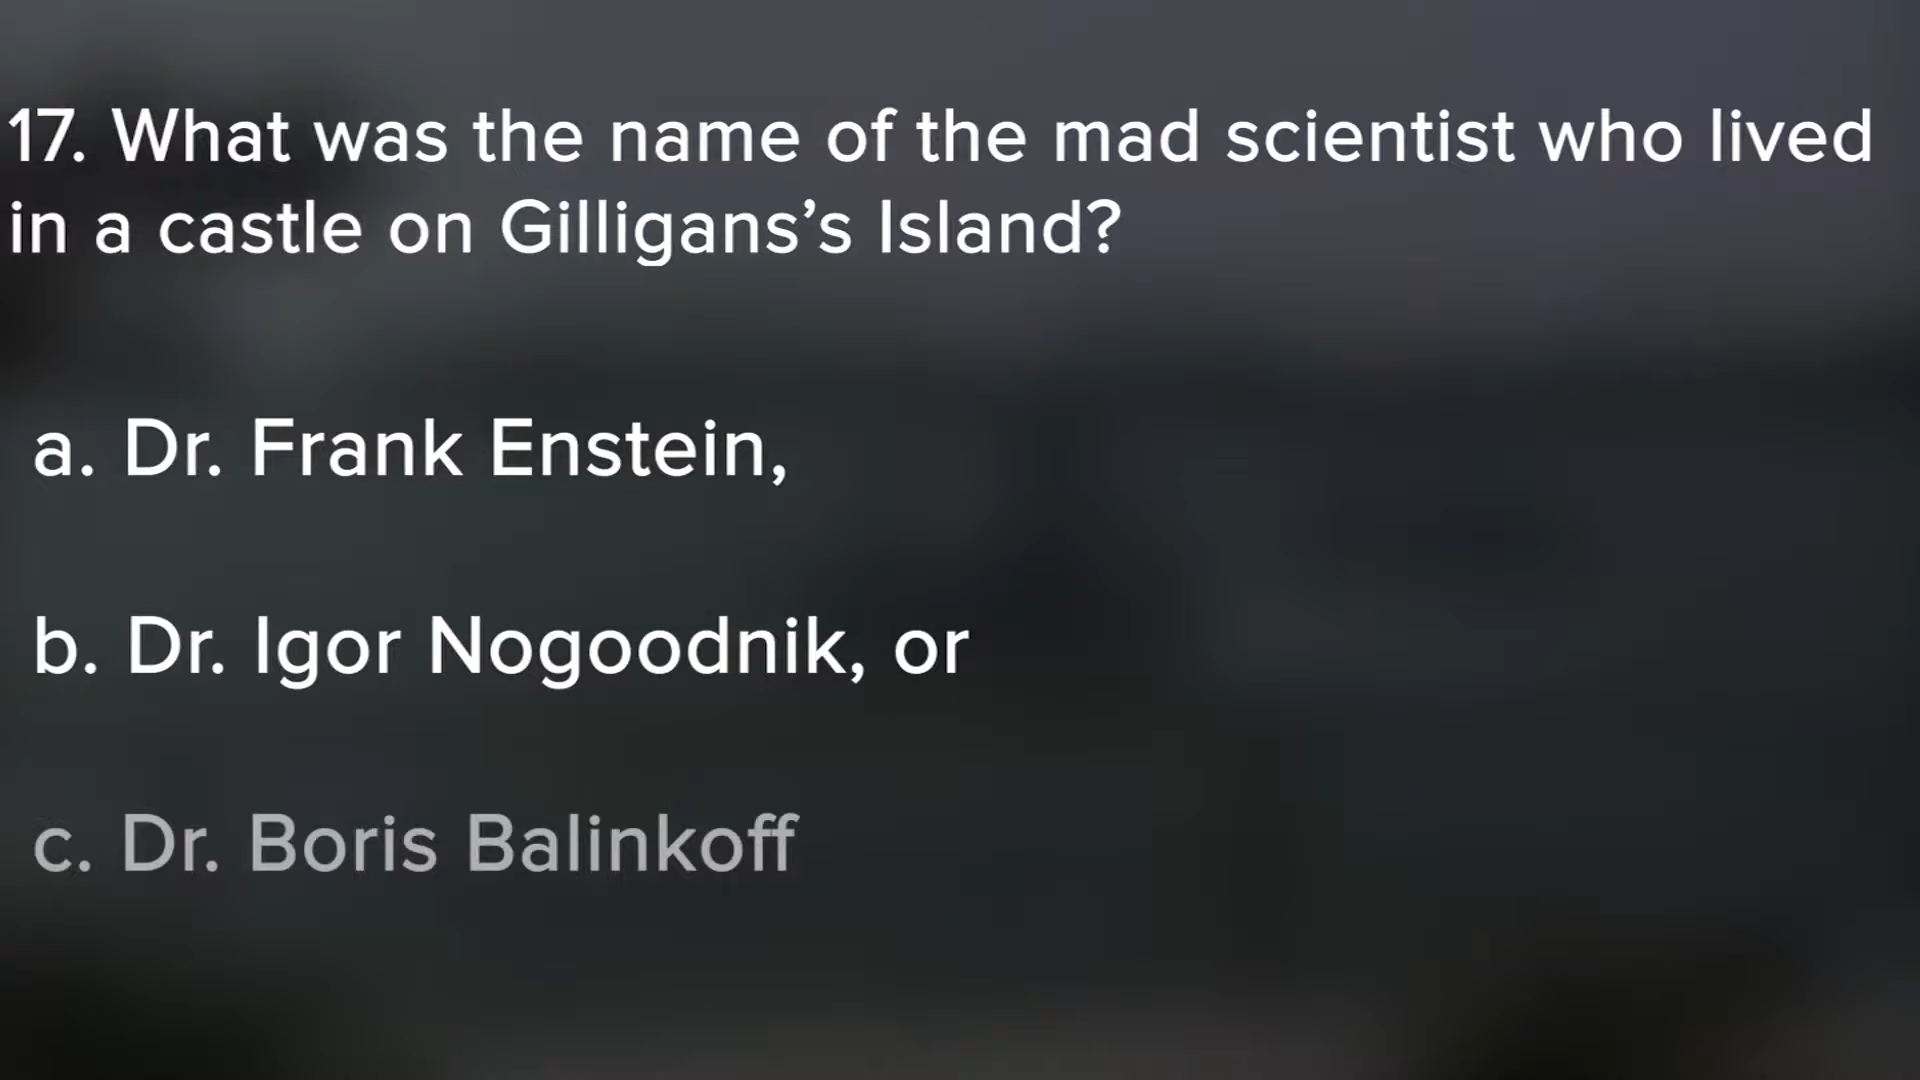 17. What was the name of the mad scientist who lived
in a castle on Gilligans’s Island?
a. Dr. Frank Enstein,
b. Dr. Igor Nogoodnik, or
c. Dr. Boris Balinkoff